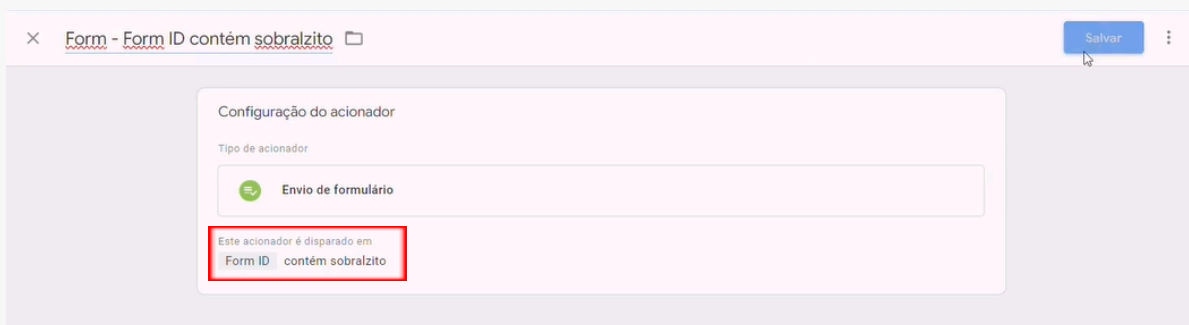 Form - Form ID contém sobralzito
Salvar
Configuração do acionador
Tipo de acionador
Envio de formulário
Este acionador é disparado em
Form ID contém sobralzito